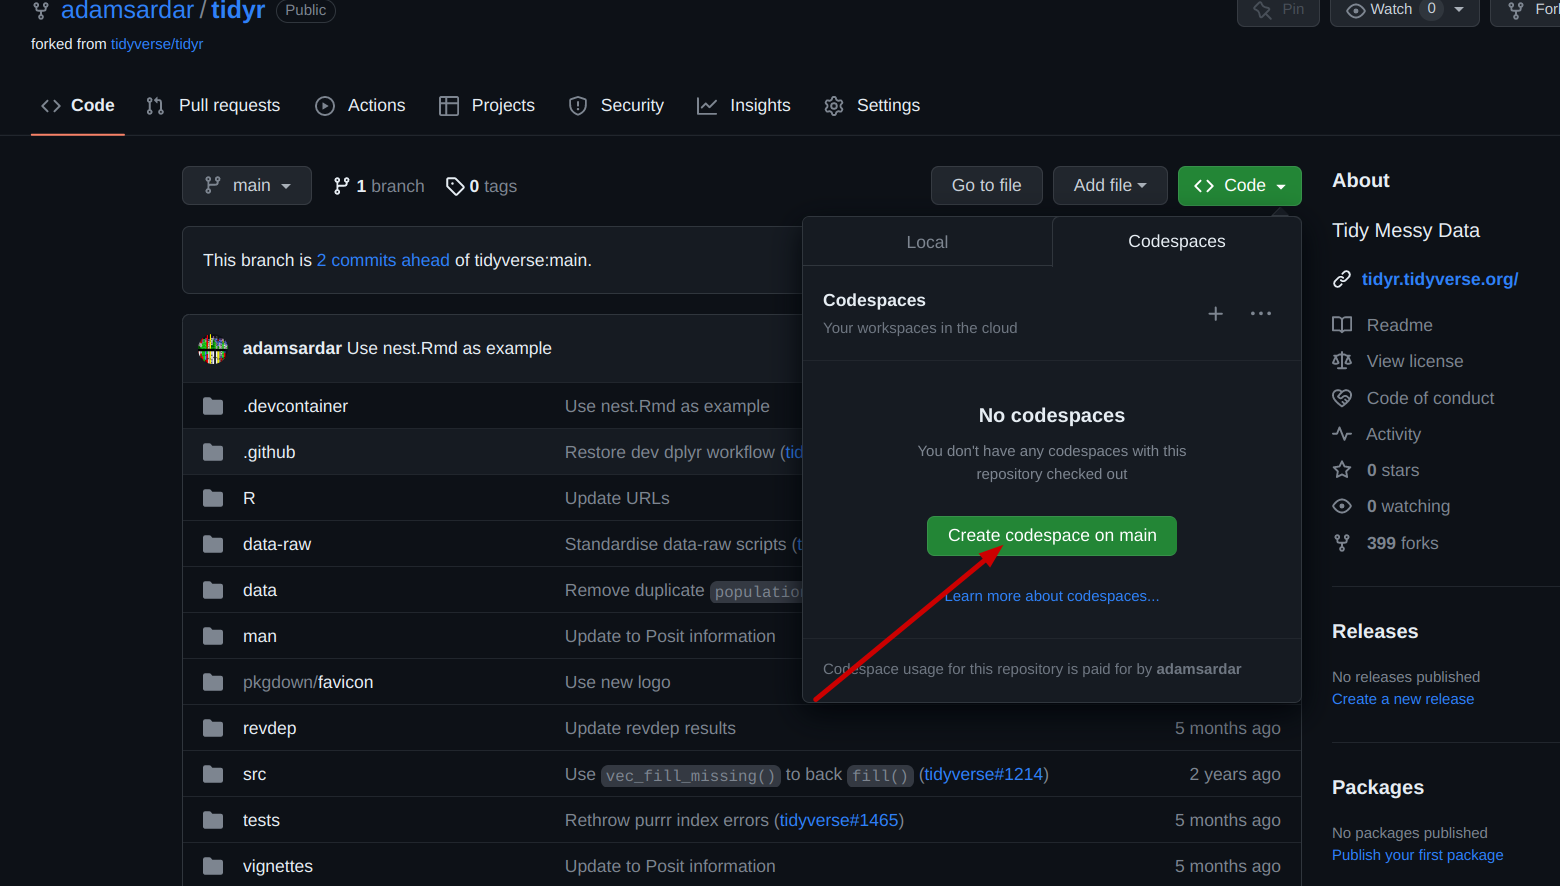 adamsardar / tidyr Public
Pin
Watch 0
forked from tidyverse/tidyr
Code
Pull requests
Actions
Projects
Security
Insights
Settings
main
1 branch
0 tags
Go to file
Add file
Code
This branch is 2 commits ahead of tidyverse:main.
adamsardar Use nest.Rmd as example
.devcontainer Use nest.Rmd as example
.github Restore dev dplyr workflow (
R Update URLs
data-raw Standardise data-raw scripts (
data Remove duplicate
man Update to Posit information
pkgdown/favicon Use new logo
revdep Update revdep results 5 months ago
src Use vec_fill_missing() to back fill() (tidyverse#1214) 2 years ago
tests Rethrow purrr index errors (tidyverse#1465) 5 months ago
vignettes Update to Posit information 5 months ago
Local
Codespaces
Codespaces
Your workspaces in the cloud
No codespaces
You don't have any codespaces with this
repository checked out
Create codespace on main
Learn more about codespaces...
Codespace usage for this repository is paid for by adamsardar
About
Tidy Messy Data
tidyr.tidyverse.org/
Readme
View license
Code of conduct
Activity
0 stars
0 watching
399 forks
Releases
No releases published
Create a new release
Packages
No packages published
Publish your first package